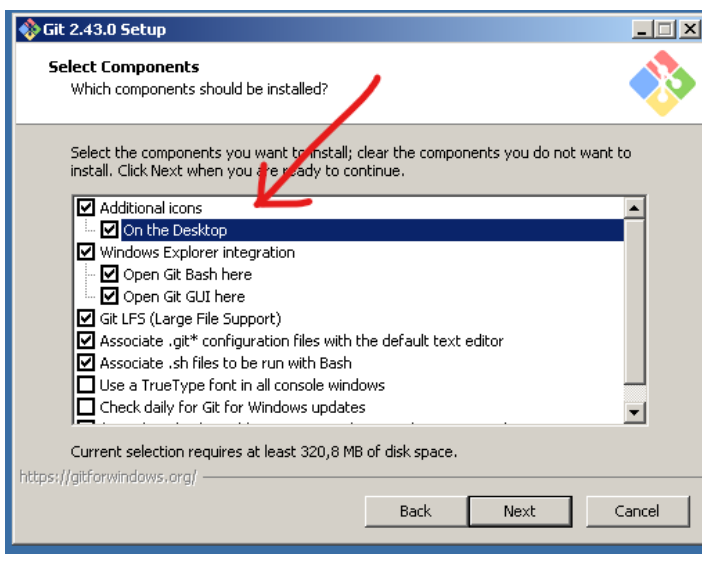 Git 2.43.0 Setup
Select Components
Which components should be installed?
Select the components you want to install; clear the components you do not want to
install. Click Next when you are ready to continue.
Additional icons
On the Desktop
Windows Explorer integration
Open Git Bash here
Open Git GUI here
Git LFS (Large File Support)
Associate .git* configuration files with the default text editor
Associate .sh files to be run with Bash
Use a TrueType font in all console windows
Check daily for Git for Windows updates
Current selection requires at least 320,8 MB of disk space.
https://gitforwindows.org/
Back Next Cancel